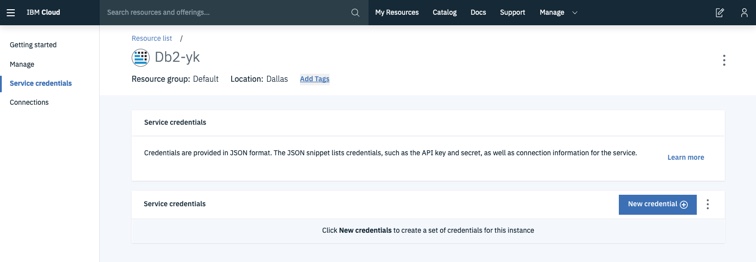 IBM Cloud
Search resources and offerings...
My Resources
Catalog
Docs
Support
Manage
Getting started
Manage
Service credentials
Connections
Resource list /
Db2-yk
Resource group: Default Location: Dallas Add Tags
Service credentials
Credentials are provided in JSON format. The JSON snippet lists credentials, such as the API key and secret, as well as connection information for the service.
Learn more
Service credentials
New credential
Click New credentials to create a set of credentials for this instance